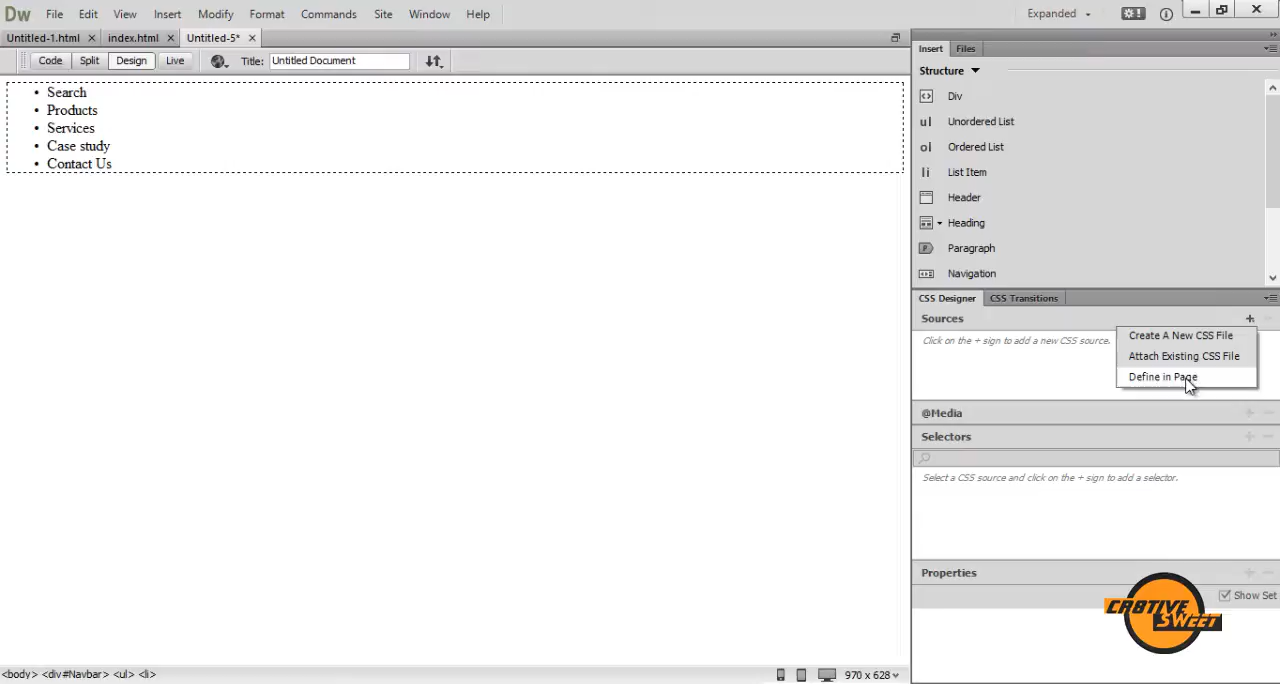 Dw File Edit View Insert Modify Format Commands Site Window Help Expanded
Untitled-1.html index.html Untitled-5*
Code Split Design Live Title: Untitled Document
Search
Products
Services
Case study
Contact Us
<body> <div#Navbar> <ul> <li> 970 x 628
Insert Files
Structure
Div
ul Unordered List
ol Ordered List
li List Item
Header
Heading
P Paragraph
Navigation
CSS Designer CSS Transitions
Sources
Click on the + sign to add a new CSS source.
Create A New CSS File
Attach Existing CSS File
Define in Page
@Media
Selectors
Select a CSS source and click on the + sign to add a selector.
Properties
Show Set
CR8TIVE
SWEET